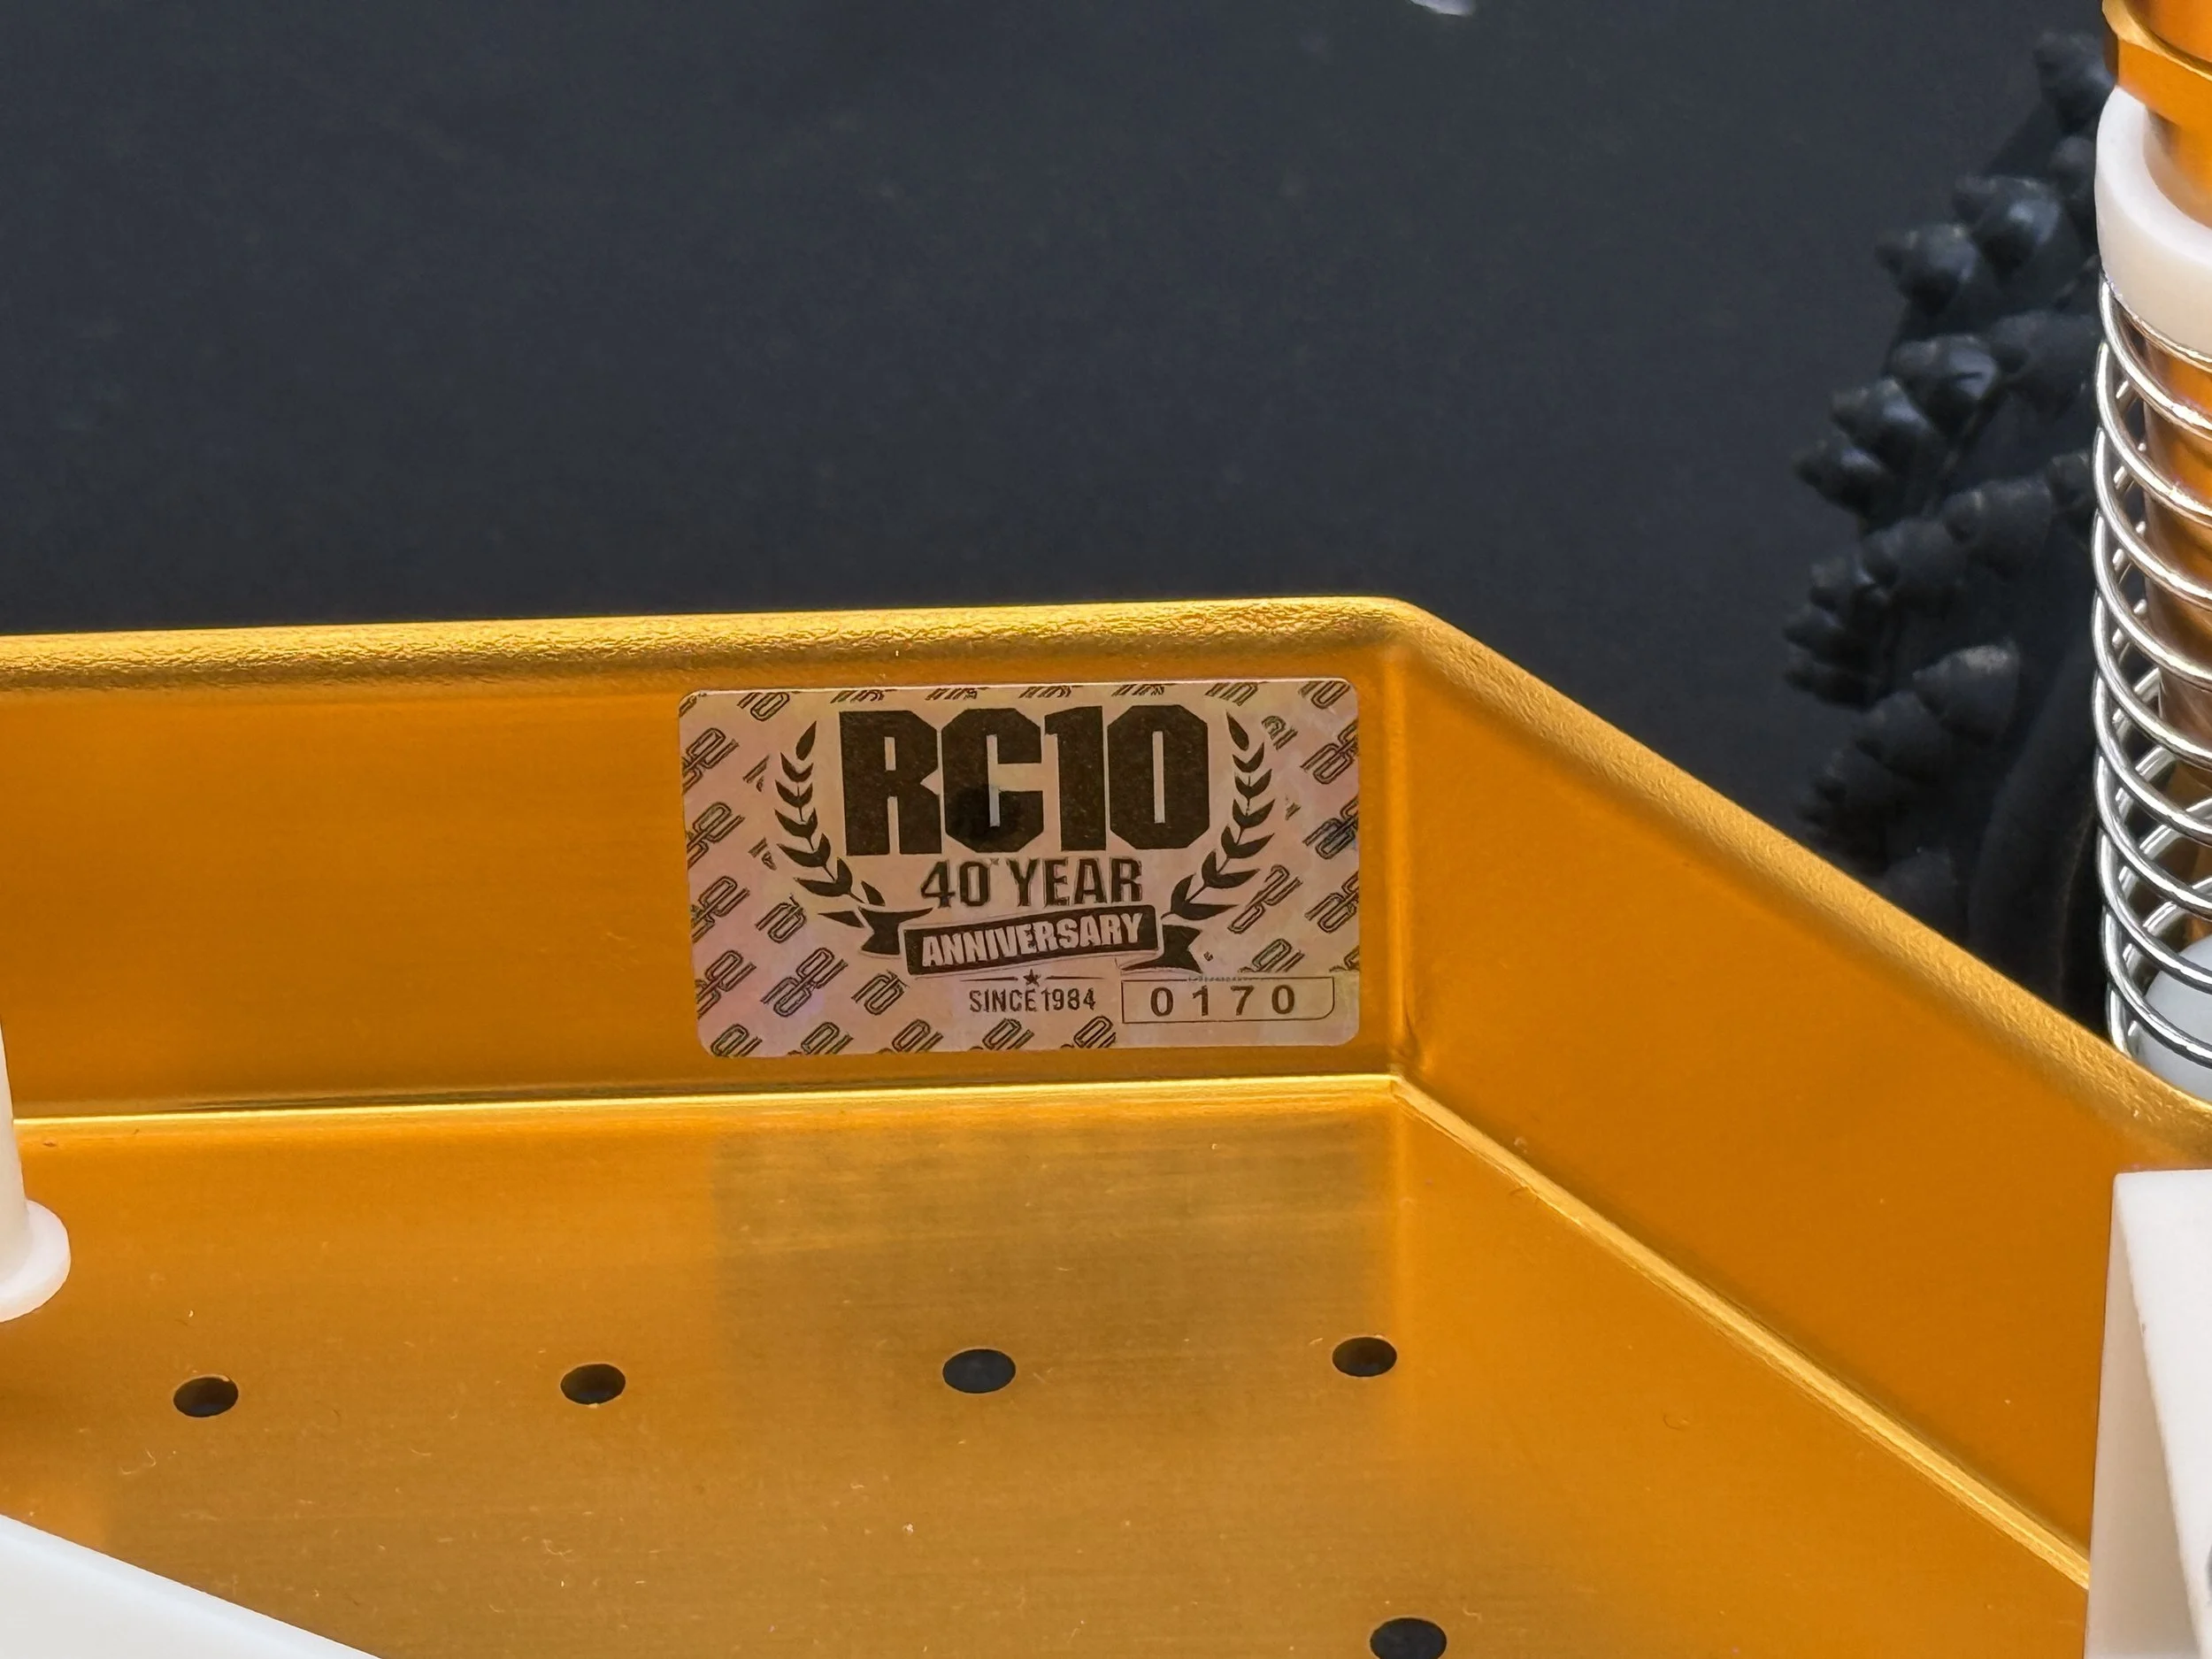 RC10
40 YEAR
ANNIVERSARY
SINCE 1984
0170